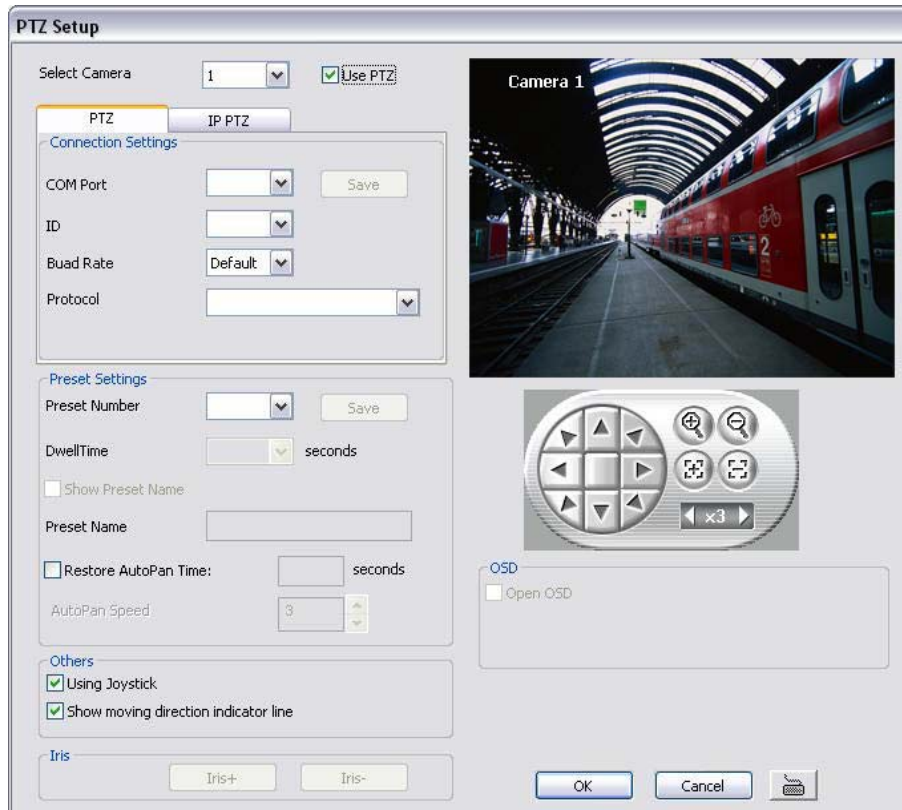 PTZ Setup
Select Camera 1 Use PTZ
PTZ IP PTZ
Connection Settings
COM Port Save
ID
Buad Rate Default
Protocol
Preset Settings
Preset Number Save
DwellTime seconds
Show Preset Name
Preset Name
Restore AutoPan Time: seconds
AutoPan Speed 3
Others
Using Joystick
Show moving direction indicator line
Iris
Iris+ Iris-
Camera 1
2
x3
OSD
Open OSD
OK Cancel